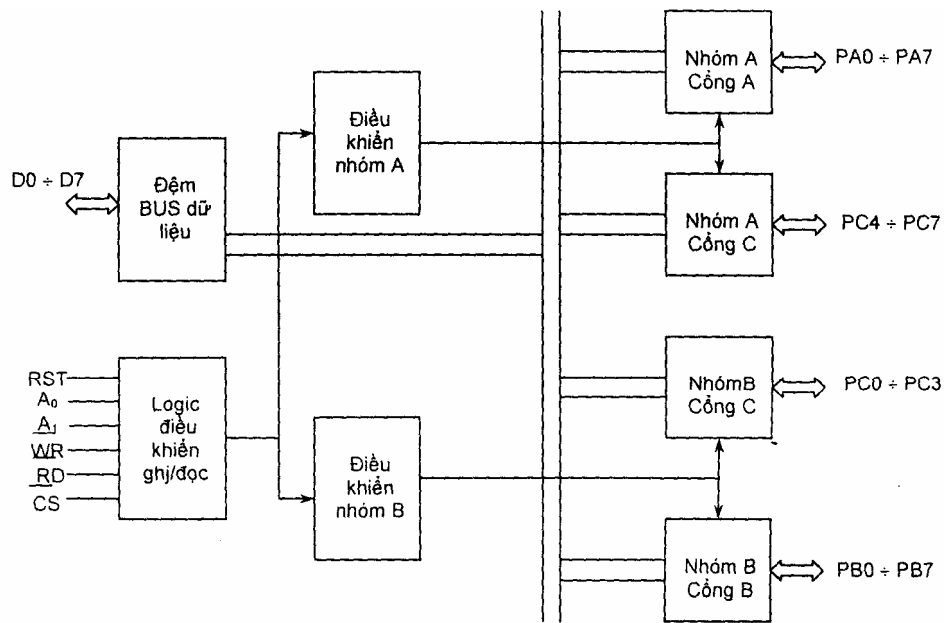 Nhóm A
Cổng A
PA0 ÷ PA7
Điều
khiển
nhóm A
D0 ÷ D7
Đệm
BUS dữ
liệu
Nhóm A
Cổng C
PC4 ÷ PC7
RST
A₀
A₁
WR
RD
CS
Logic
điều
khiển
ghị/đọc
NhómB
Cổng C
PC0 ÷ PC3
Điều
khiển
nhóm B
Nhóm B
Cổng B
PB0 ÷ PB7